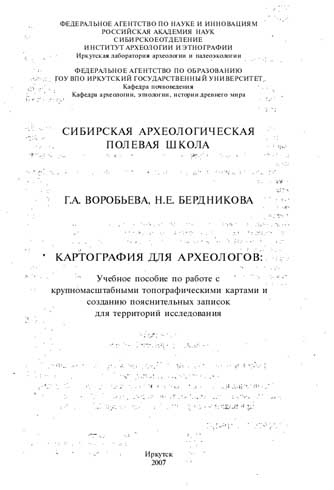 ФЕДЕРАЛЬНОЕ АГЕНТСТВО ПО НАУКЕ И ИННОВАЦИЯМ
РОССИЙСКАЯ АКАДЕМИЯ НАУК
СИБИРСКОЕОТДЕЛЕНИЕ
ИНСТИТУТ АРХЕОЛОГИИ И ЭТНОГРАФИИ
Иркутская лаборатория археологии и палеоэкологии
ФЕДЕРАЛЬНОЕ АГЕНТСТВО ПО ОБРАЗОВАНИЮ
ГОУ ВПО ИРКУТСКИЙ ГОСУДАРСТВЕННЫЙ УНИВЕРСИТЕТ
Кафедра почвоведения
Кафедра археологии, этнологии, истории древнего мира
СИБИРСКАЯ АРХЕОЛОГИЧЕСКАЯ
ПОЛЕВАЯ ШКОЛА
Г.А. ВОРОБЬЕВА, Н.Е. БЕРДНИКОВА
КАРТОГРАФИЯ ДЛЯ АРХЕОЛОГОВ:
Учебное пособие по работе с
крупномасштабными топографическими картами и
созданию пояснительных записок
для территорий исследования
Иркутск
2007